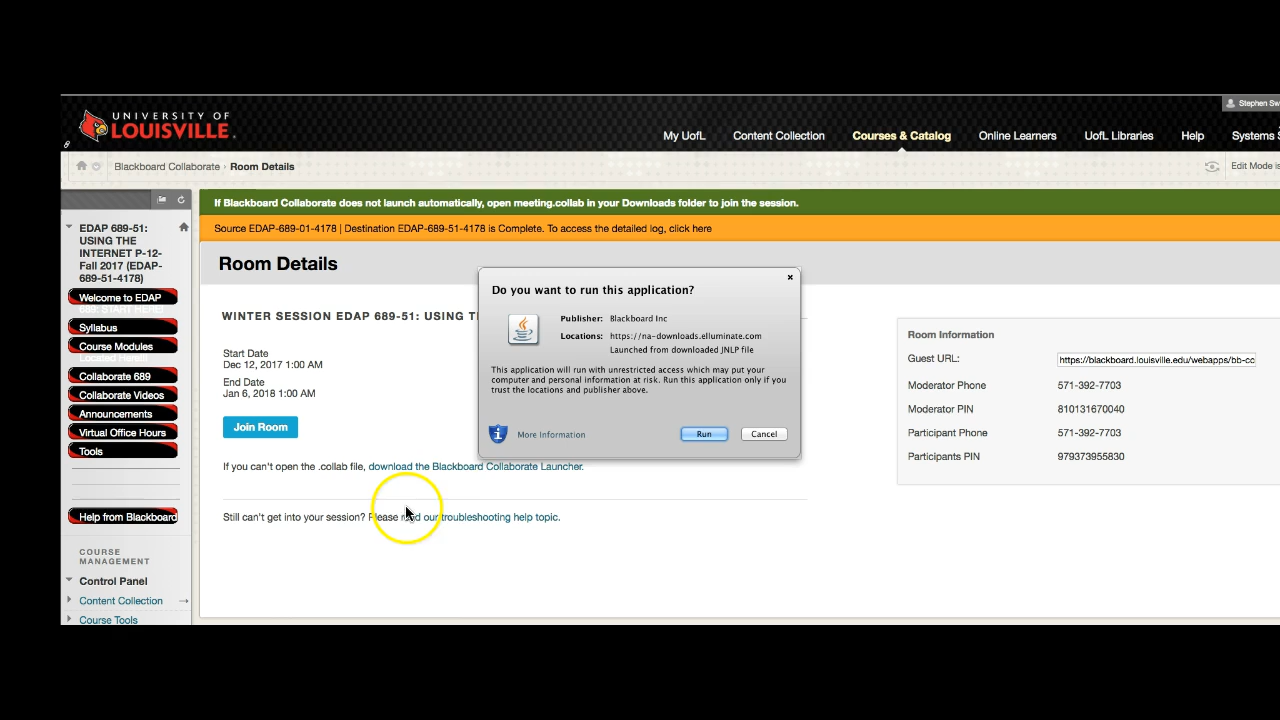 UNIVERSITY OF
LOUISVILLE
Stephen Sw
My UofL Content Collection Courses & Catalog Online Learners UofL Libraries Help Systems S
Blackboard Collaborate Room Details
Edit Mode is
If Blackboard Collaborate does not launch automatically, open meeting.collab in your Downloads folder to join the session.
Source EDAP-689-01-4178 | Destination EDAP-689-51-4178 is Complete. To access the detailed log, click here
EDAP 689-51:
USING THE
INTERNET P-12-
Fall 2017 (EDAP-
689-51-4178)
Welcome to EDAP
689: START HERE!
Syllabus
Course Modules
Collaborate 689
Collaborate Videos
Announcements
Virtual Office Hours
Tools
Help from Blackboard
COURSE
MANAGEMENT
Control Panel
Content Collection →
Course Tools
Room Details
WINTER SESSION EDAP 689-51: USING T
Start Date
Dec 12, 2017 1:00 AM
End Date
Jan 6, 2018 1:00 AM
Join Room
If you can't open the .collab file, download the Blackboard Collaborate Launcher.
Still can't get into your session? Please read our troubleshooting help topic.
Do you want to run this application?
Publisher: Blackboard Inc
Locations: https://na-downloads.elluminate.com
Launched from downloaded JNLP file
This application will run with unrestricted access which may put your
computer and personal information at risk. Run this application only if you
trust the locations and publisher above.
More Information
Run
Cancel
Room Information
Guest URL: https://blackboard.louisville.edu/webapps/bb-cc
Moderator Phone 571-392-7703
Moderator PIN 810131670040
Participant Phone 571-392-7703
Participants PIN 979373955830